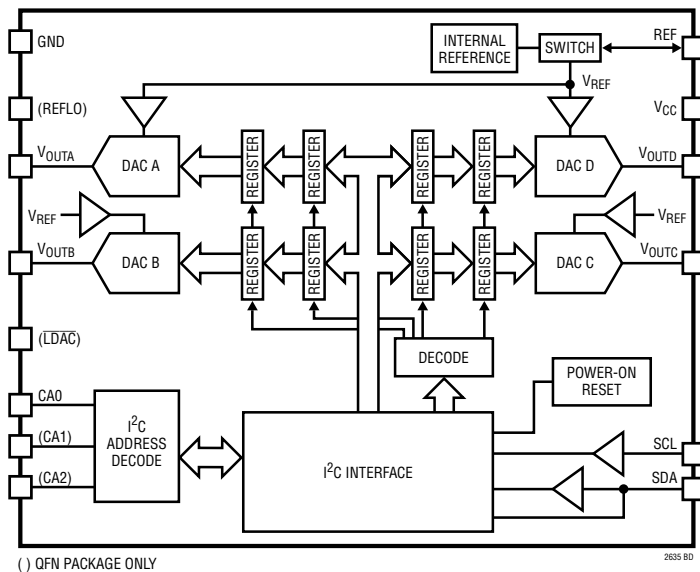 GND
INTERNAL
REFERENCE
SWITCH
REF
(REFLO)
VREF
VCC
VOUTA
DAC A
REGISTER
REGISTER
REGISTER
REGISTER
DAC D
VOUTD
VREF
VREF
VOUTB
DAC B
REGISTER
REGISTER
REGISTER
REGISTER
DAC C
VOUTC
(LDAC)
DECODE
POWER-ON
RESET
CA0
(CA1)
(CA2)
I2C
ADDRESS
DECODE
I2C INTERFACE
SCL
SDA
( ) QFN PACKAGE ONLY
2635 BD